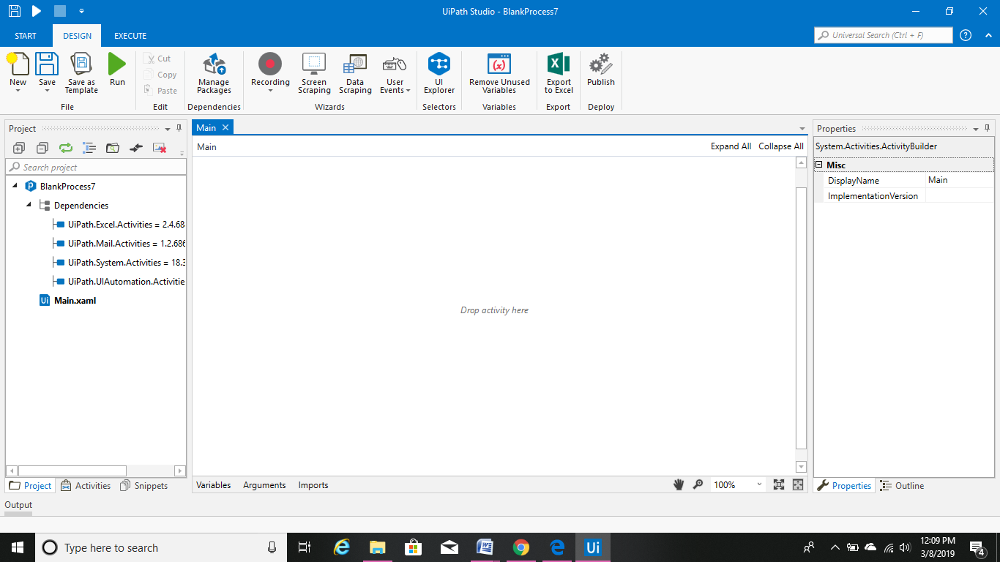 UiPath Studio - BlankProcess7
START DESIGN EXECUTE Universal Search (Ctrl + F)
New Save Save as Template Run Cut Copy Paste Manage Packages Recording Screen Scraping Data Scraping User Events UI Explorer Remove Unused Variables Export to Excel Publish
File Edit Dependencies Wizards Selectors Variables Export Deploy
Project
Search project
BlankProcess7
Dependencies
UiPath.Excel.Activities = 2.4.68
UiPath.Mail.Activities = 1.2.686
UiPath.System.Activities = 18.3
UiPath.UIAutomation.Activitie
Main.xaml
Project Activities Snippets
Main
Main Expand All Collapse All
Drop activity here
Variables Arguments Imports 100%
Properties
System.Activities.ActivityBuilder
Misc
DisplayName Main
ImplementationVersion
Properties Outline
Output
Type here to search
Ui
12:09 PM
3/8/2019
4